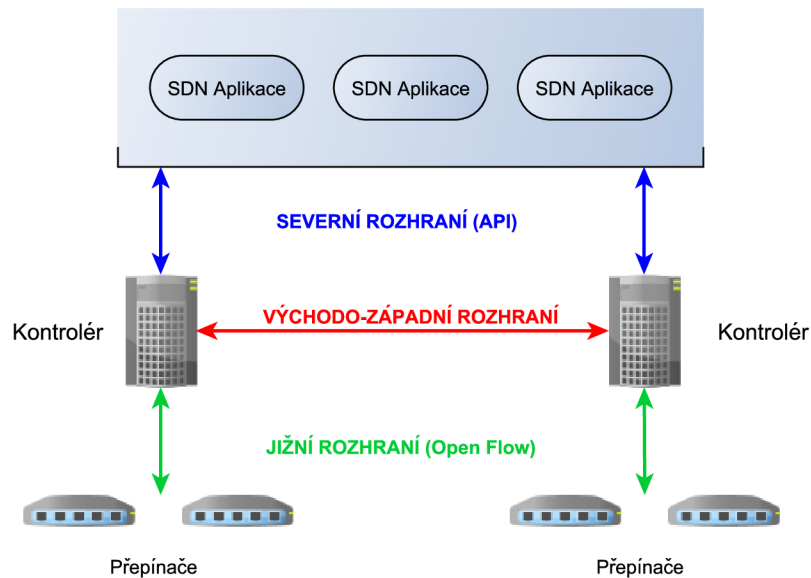 SDN Aplikace
SDN Aplikace
SDN Aplikace
SEVERNÍ ROZHRANÍ (API)
Kontrolér
VÝCHODO-ZÁPADNÍ ROZHRANÍ
Kontrolér
JIŽNÍ ROZHRANÍ (Open Flow)
Přepínače
Přepínače